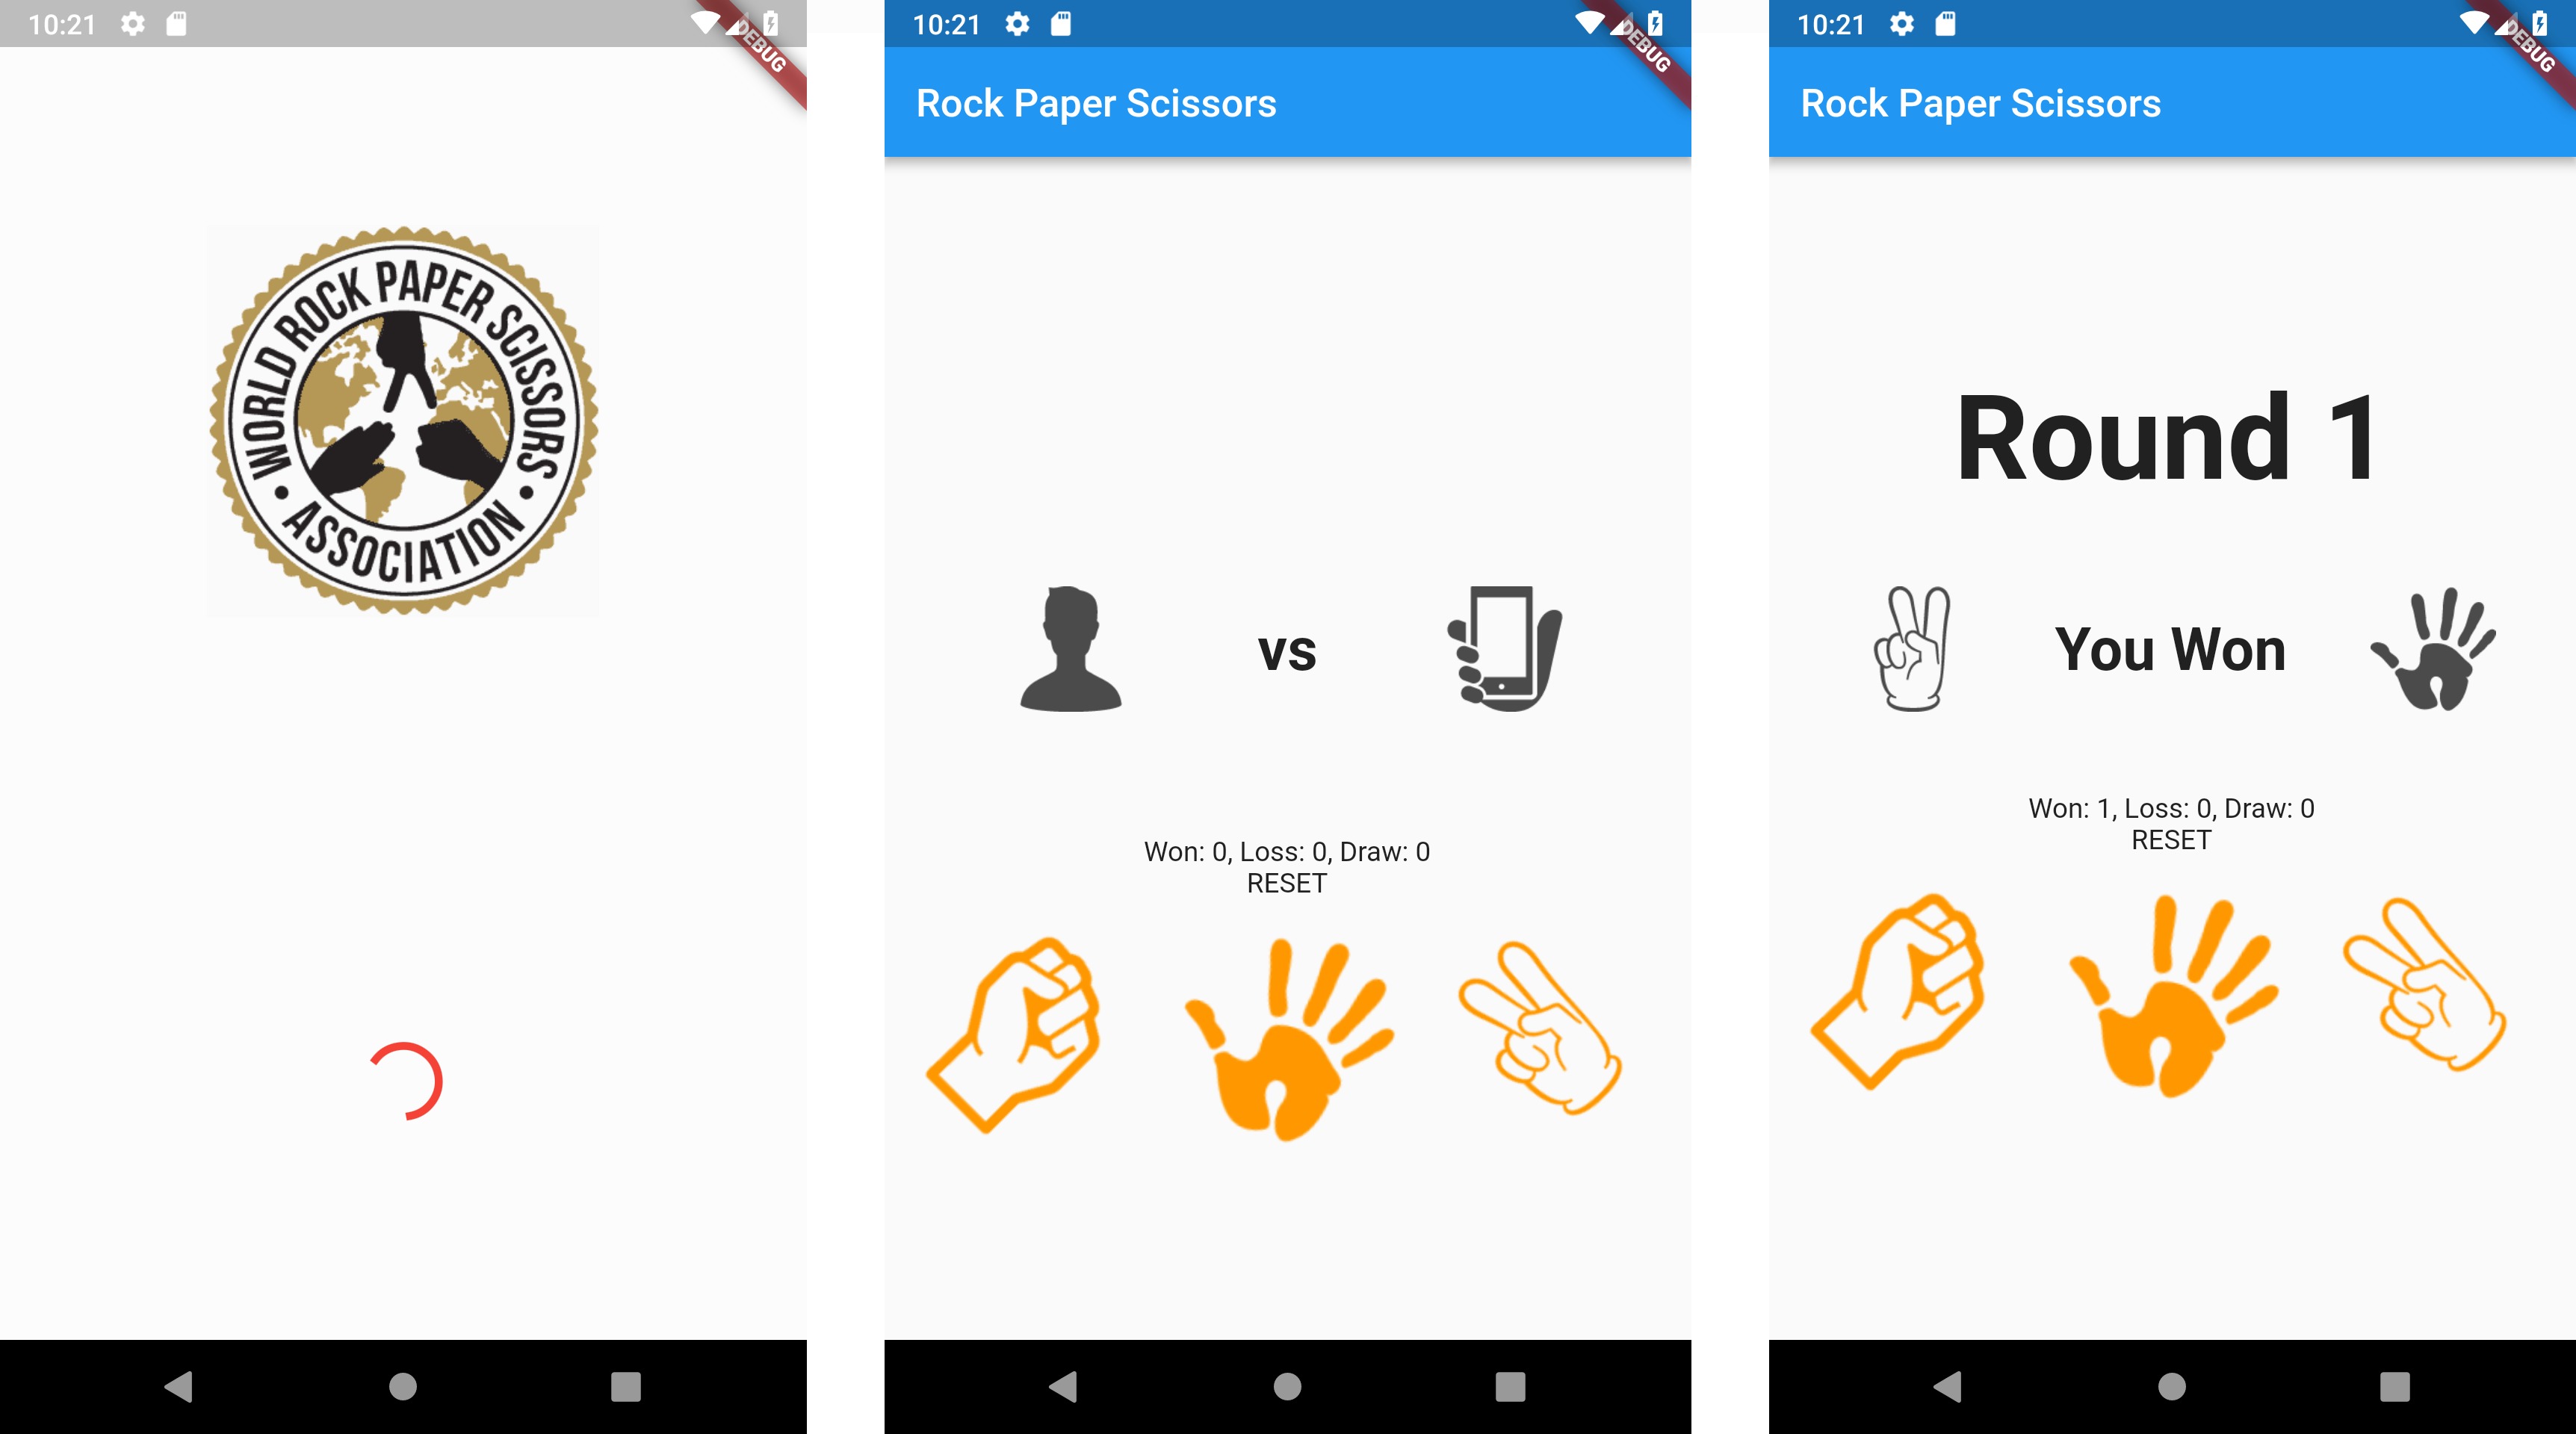 10:21
DEBUG
WORLD ROCK PAPER SCISSORS
• ASSOCIATION •
10:21
DEBUG
Rock Paper Scissors
vs
Won: 0, Loss: 0, Draw: 0
RESET
10:21
DEBUG
Rock Paper Scissors
Round 1
You Won
Won: 1, Loss: 0, Draw: 0
RESET